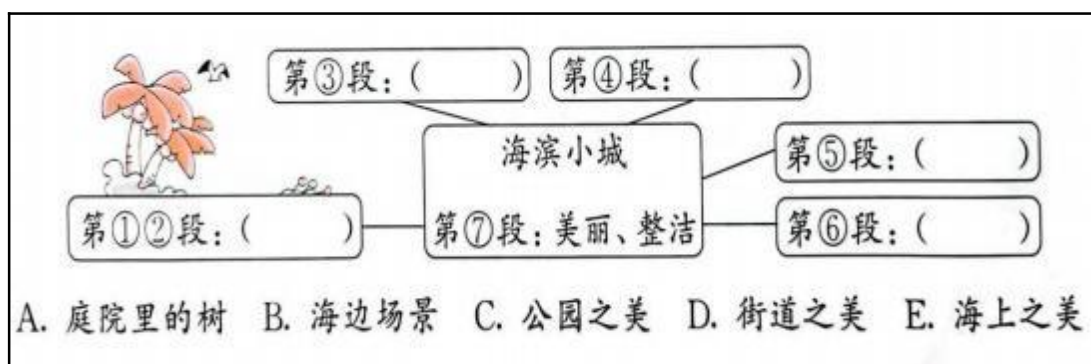 第③段：（ ） 第④段：（ ）
海滨小城
第⑤段：（ ）
第①②段：（ ） 第⑦段：美丽、整洁 第⑥段：（ ）
A. 庭院里的树 B. 海边场景 C. 公园之美 D. 街道之美 E. 海上之美